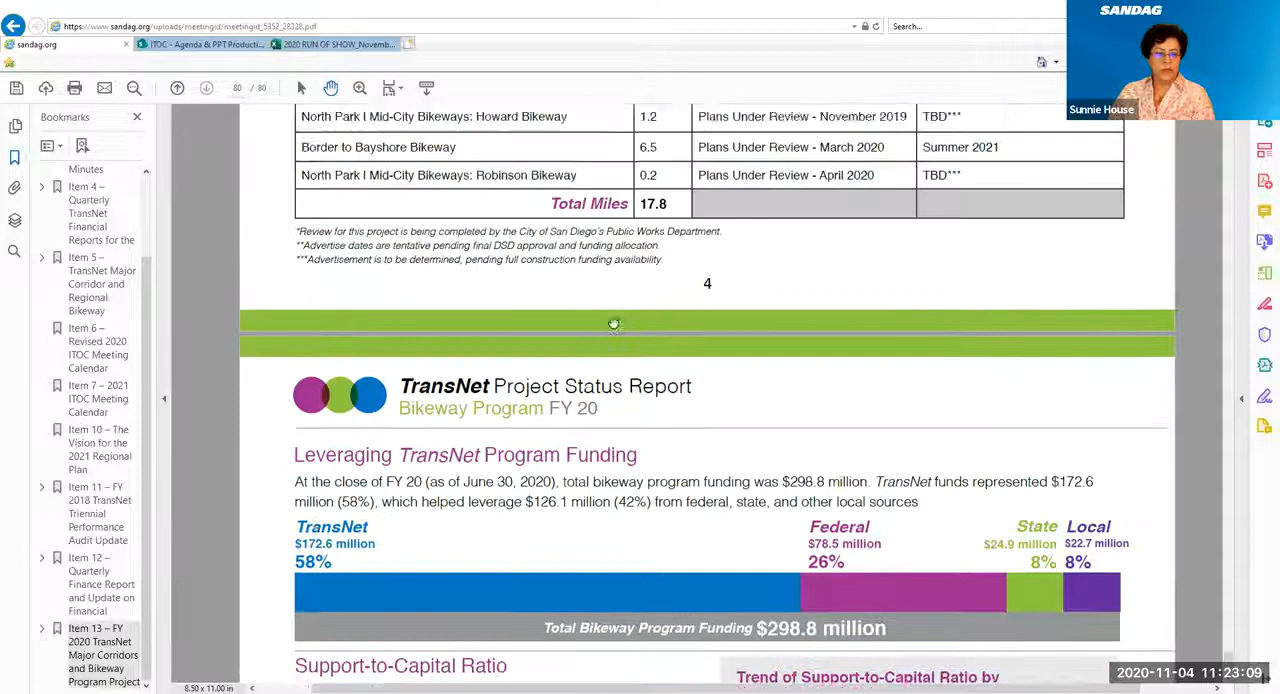 https://www.sandag.org/uploads/meetingid/meetingid_5352_28328.pdf
Search...
sandag.org
ITOC - Agenda & PPT Producti...
2020 RUN OF SHOW_Novemb...
SANDAG
Sunnie House
80 / 80
Bookmarks
Minutes
Item 4 –
Quarterly
TransNet
Financial
Reports for the
Item 5 –
TransNet Major
Corridor and
Regional
Bikeway
Item 6 –
Revised 2020
ITOC Meeting
Calendar
Item 7 – 2021
ITOC Meeting
Calendar
Item 10 – The
Vision for the
2021 Regional
Plan
Item 11 – FY
2018 TransNet
Triennial
Performance
Audit Update
Item 12 –
Quarterly
Finance Report
and Update on
Financial
Item 13 – FY
2020 TransNet
Major Corridors
and Bikeway
Program Project
North Park | Mid-City Bikeways: Howard Bikeway 1.2 Plans Under Review - November 2019 TBD***
Border to Bayshore Bikeway 6.5 Plans Under Review - March 2020 Summer 2021
North Park | Mid-City Bikeways: Robinson Bikeway 0.2 Plans Under Review - April 2020 TBD***
Total Miles 17.8
*Review for this project is being completed by the City of San Diego's Public Works Department.
**Advertise dates are tentative pending final DSD approval and funding allocation.
***Advertisement is to be determined, pending full construction funding availability.
4
TransNet Project Status Report
Bikeway Program FY 20
Leveraging TransNet Program Funding
At the close of FY 20 (as of June 30, 2020), total bikeway program funding was $298.8 million. TransNet funds represented $172.6
million (58%), which helped leverage $126.1 million (42%) from federal, state, and other local sources
TransNet Federal State Local
$172.6 million $78.5 million $24.9 million $22.7 million
58% 26% 8% 8%
Total Bikeway Program Funding $298.8 million
Support-to-Capital Ratio
Trend of Support-to-Capital Ratio by
8.50 x 11.00 in
2020-11-04 11:23:09